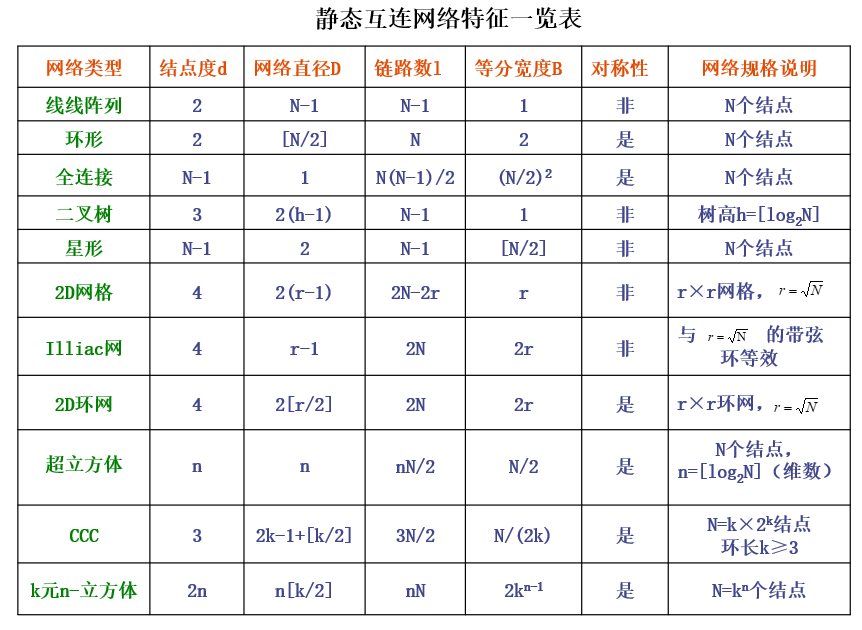 静态互连网络特征一览表
网络类型 结点度d 网络直径D 链路数l 等分宽度B 对称性 网络规格说明
线线阵列 2 N-1 N-1 1 非 N个结点
环形 2 [N/2] N 2 是 N个结点
全连接 N-1 1 N(N-1)/2 (N/2)² 是 N个结点
二叉树 3 2(h-1) N-1 1 非 树高h=[log₂N]
星形 N-1 2 N-1 [N/2] 非 N个结点
2D网格 4 2(r-1) 2N-2r r 非 r×r网格，r=√N
Illiac网 4 r-1 2N 2r 非 与 r=√N 的带弦
环等效
2D环网 4 2[r/2] 2N 2r 是 r×r环网，r=√N
超立方体 n n nN/2 N/2 是 N个结点，
n=[log₂N]（维数）
CCC 3 2k-1+[k/2] 3N/2 N/(2k) 是 N=k×2ᵏ结点
环长k≥3
k元n-立方体 2n n[k/2] nN 2kⁿ⁻¹ 是 N=kⁿ个结点